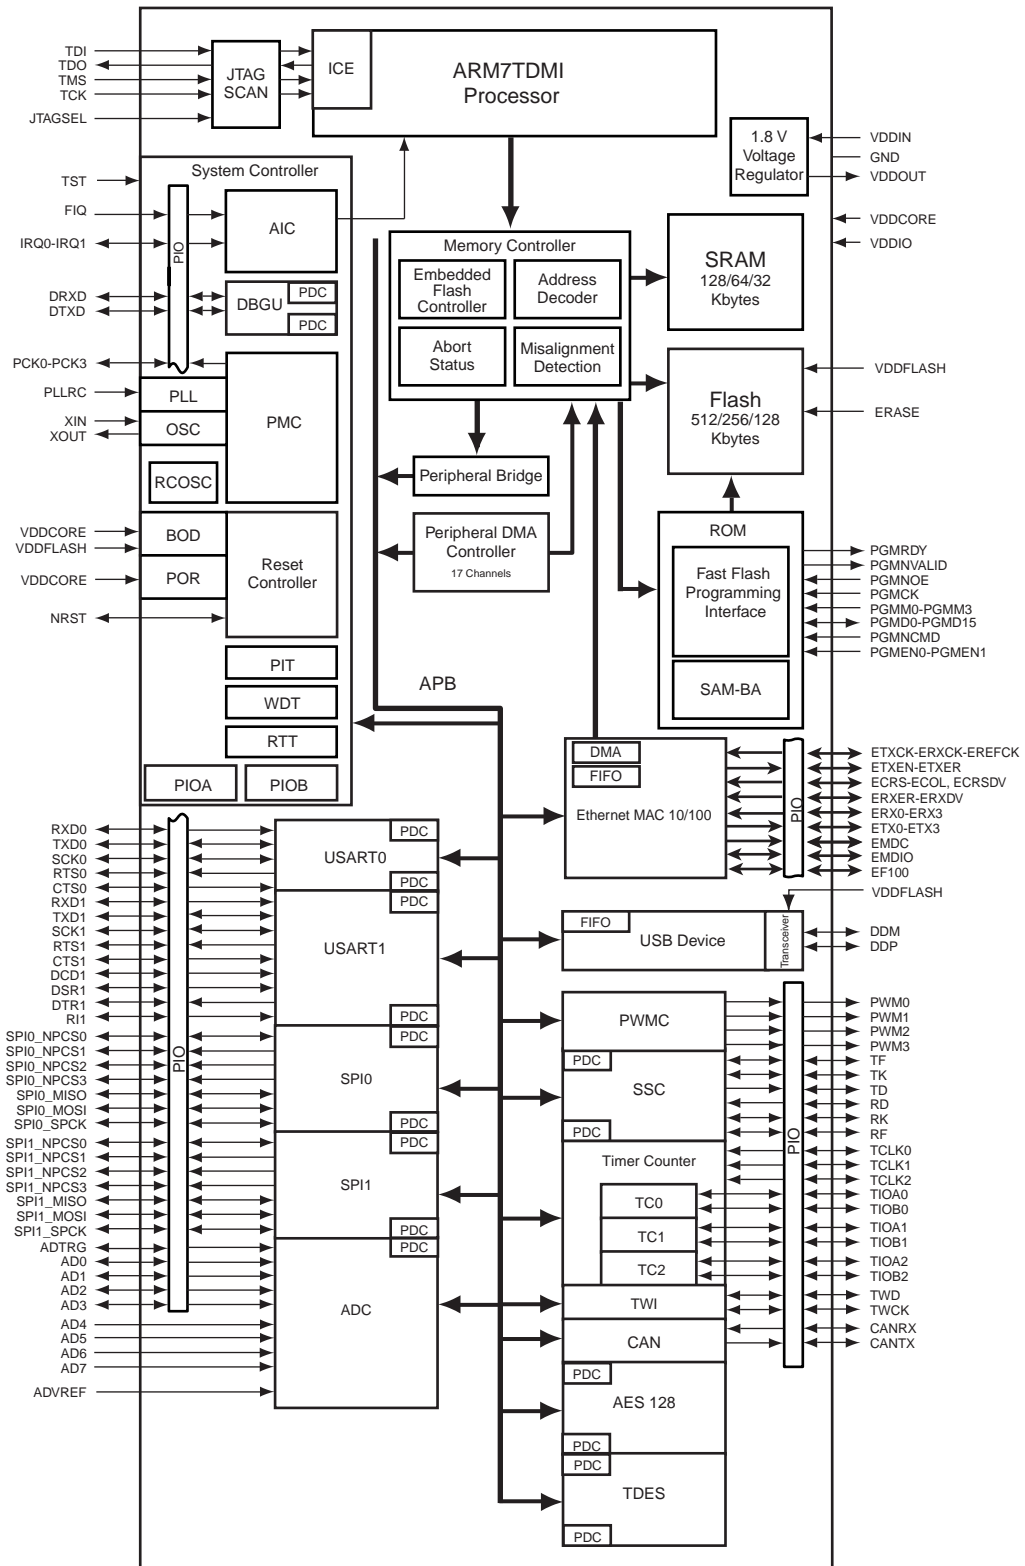 TDI
TDO
TMS
TCK
JTAGSEL
JTAG
SCAN
ICE
ARM7TDMI
Processor
1.8 V
Voltage
Regulator
VDDIN
GND
VDDOUT
VDDCORE
VDDIO
System Controller
TST
FIQ
IRQ0-IRQ1
PIO
AIC
DRXD
DTXD
DBGU
PDC
PDC
PCK0-PCK3
PLLRC
PLL
XIN
XOUT
OSC
RCOSC
PMC
VDDCORE
VDDFLASH
BOD
VDDCORE
POR
Reset
Controller
NRST
PIT
WDT
RTT
PIOA
PIOB
Memory Controller
Embedded
Flash
Controller
Address
Decoder
Abort
Status
Misalignment
Detection
SRAM
128/64/32
Kbytes
Flash
512/256/128
Kbytes
VDDFLASH
ERASE
Peripheral Bridge
Peripheral DMA
Controller
17 Channels
ROM
Fast Flash
Programming
Interface
SAM-BA
PGMRDY
PGMNVALID
PGMNOE
PGMCK
PGMM0-PGMM3
PGMD0-PGMD15
PGMNCMD
PGMEN0-PGMEN1
APB
DMA
FIFO
Ethernet MAC 10/100
PIO
ETXCK-ERXCK-EREFCK
ETXEN-ETXER
ECRS-ECOL, ECRSDV
ERXER-ERXDV
ERX0-ERX3
ETX0-ETX3
EMDC
EMDIO
EF100
VDDFLASH
FIFO
USB Device
Transceiver
DDM
DDP
RXD0
TXD0
SCK0
RTS0
CTS0
RXD1
TXD1
SCK1
RTS1
CTS1
DCD1
DSR1
DTR1
RI1
SPI0_NPCS0
SPI0_NPCS1
SPI0_NPCS2
SPI0_NPCS3
SPI0_MISO
SPI0_MOSI
SPI0_SPCK
SPI1_NPCS0
SPI1_NPCS1
SPI1_NPCS2
SPI1_NPCS3
SPI1_MISO
SPI1_MOSI
SPI1_SPCK
ADTRG
AD0
AD1
AD2
AD3
AD4
AD5
AD6
AD7
ADVREF
PIO
PDC
USART0
PDC
PDC
USART1
PDC
PDC
SPI0
PDC
PDC
SPI1
PDC
PDC
ADC
PWMC
PDC
SSC
PDC
Timer Counter
TC0
TC1
TC2
TWI
CAN
PDC
AES 128
PDC
PDC
TDES
PDC
PIO
PWM0
PWM1
PWM2
PWM3
TF
TK
TD
RD
RK
RF
TCLK0
TCLK1
TCLK2
TIOA0
TIOB0
TIOA1
TIOB1
TIOA2
TIOB2
TWD
TWCK
CANRX
CANTX